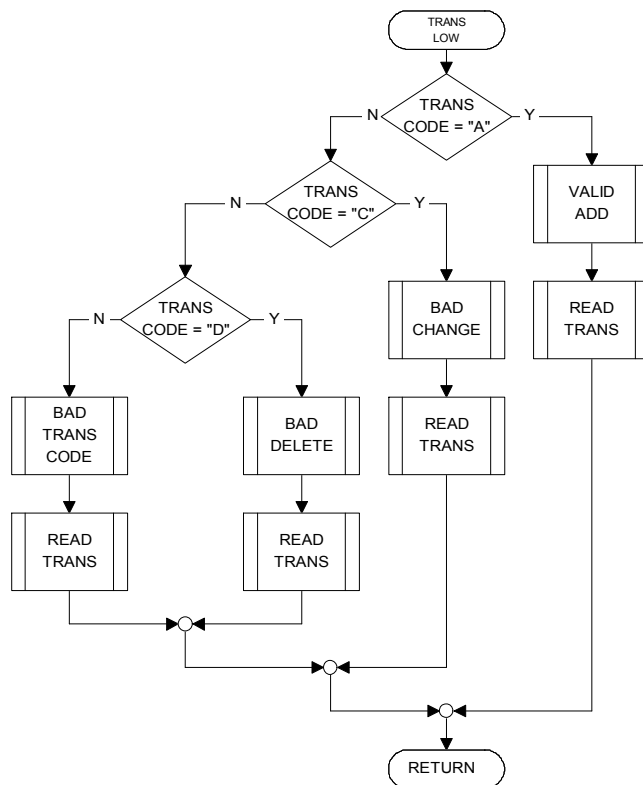 TRANS
LOW
TRANS
CODE = "A"
N
Y
TRANS
CODE = "C"
N
Y
VALID
ADD
TRANS
CODE = "D"
N
Y
BAD
CHANGE
READ
TRANS
BAD
TRANS
CODE
BAD
DELETE
READ
TRANS
READ
TRANS
READ
TRANS
RETURN